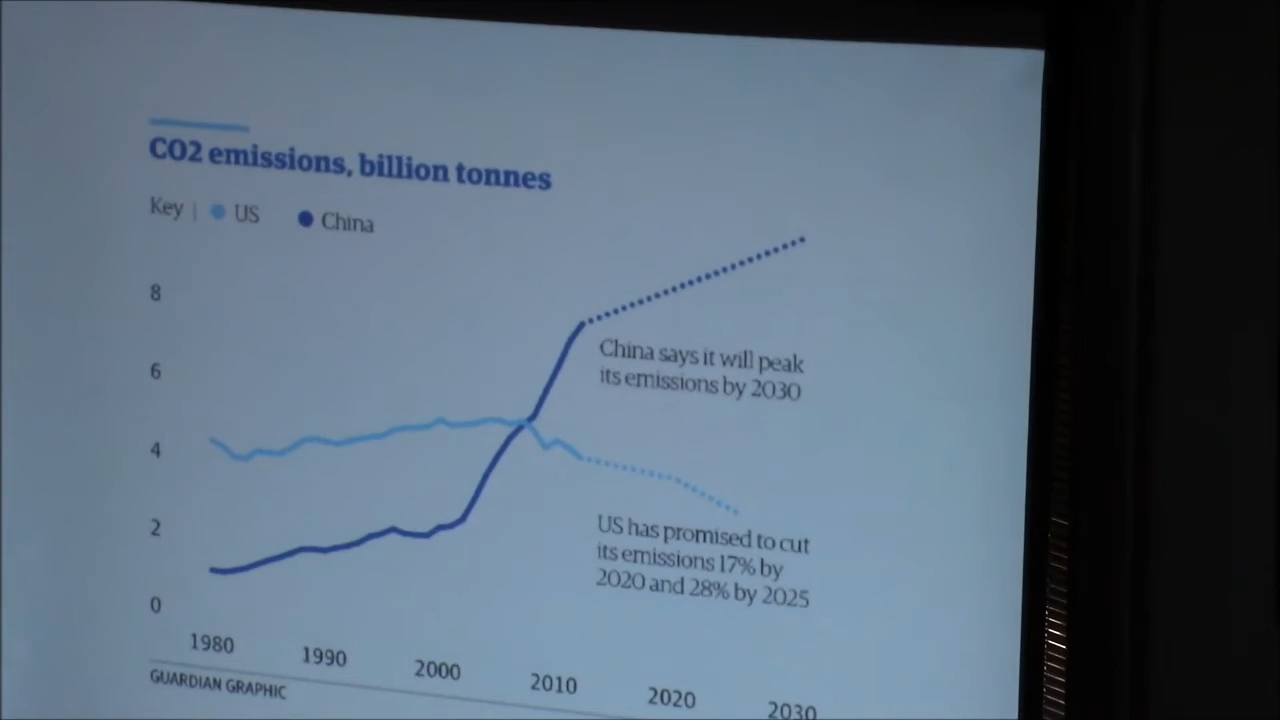 CO2 emissions, billion tonnes
Key | US China
8
6
4
2
0
China says it will peak
its emissions by 2030
US has promised to cut
its emissions 17% by
2020 and 28% by 2025
1980 1990 2000 2010 2020 2030
GUARDIAN GRAPHIC